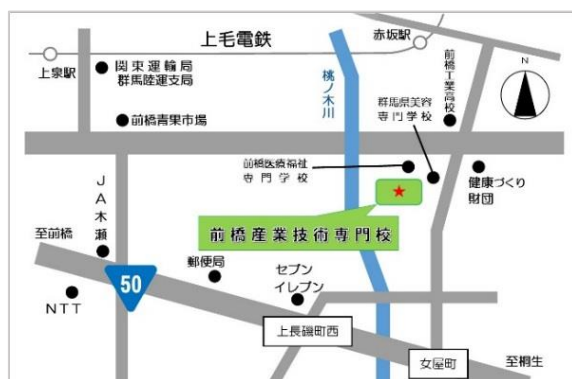 上毛電鉄
赤坂駅
上泉駅
関東運輸局
群馬陸運支局
前橋青果市場
桃ノ木川
前橋工業高校
群馬県美容
専門学校
N
前橋医療福祉
専門学校
健康づくり
財団
JA木瀬
前橋産業技術専門校
至前橋
50
郵便局
セブン
イレブン
NTT
上長磯町西
女屋町
至桐生